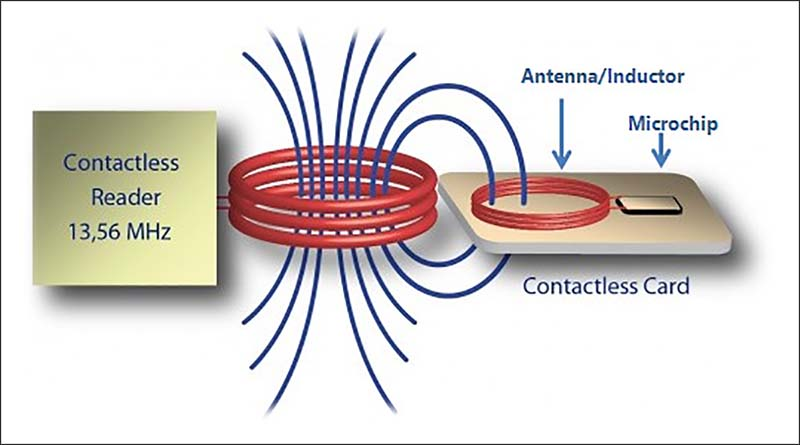 Contactless
Reader
13,56 MHz
Antenna/Inductor
Microchip
Contactless Card